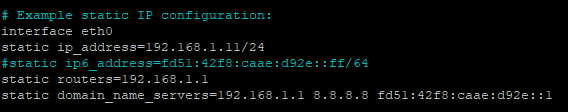 # Example static IP configuration:
interface eth0
static ip_address=192.168.1.11/24
#static ip6_address=fd51:42f8:caae:d92e::ff/64
static routers=192.168.1.1
static domain_name_servers=192.168.1.1 8.8.8.8 fd51:42f8:caae:d92e::1